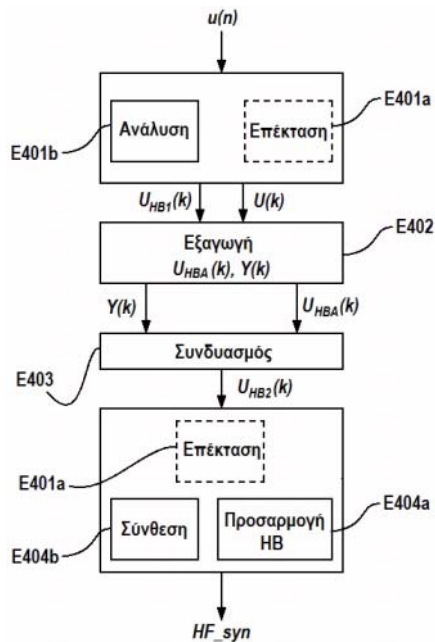 u(n)
E401a
Ανάλυση
Επέκταση
E401b
U_HB1(k)
U(k)
E402
Εξαγωγή
U_HBA(k), Y(k)
Y(k)
U_HBA(k)
Συνδυασμός
E403
U_HB2(k)
Επέκταση
E401a
E404a
Σύνθεση
Προσαρμογή
HB
E404b
HF_syn